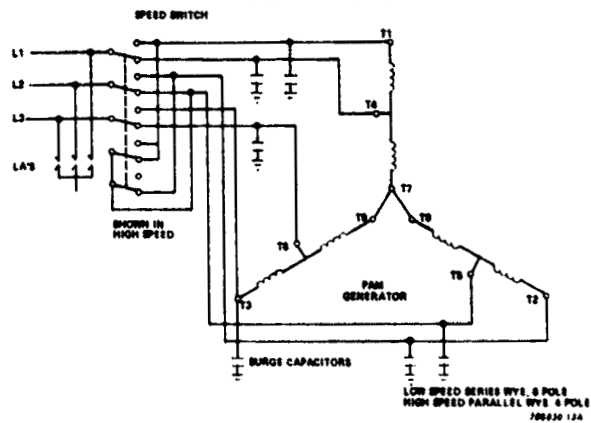 SPEED SWITCH
T1
L1
L2
T4
L3
LA'S
T7
SHOWN IN
HIGH SPEED
T9
T6
T5
PAM
GENERATOR
T3
T2
SURGE CAPACITORS
LOW SPEED SERIES WYE, 6 POLE
HIGH SPEED PARALLEL WYE 4 POLE